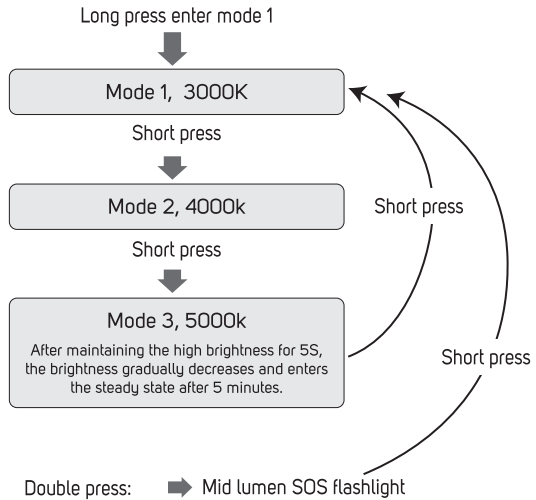 Long press enter mode 1
Mode 1, 3000K
Short press
Mode 2, 4000k
Short press
Short press
Mode 3, 5000k
After maintaining the high brightness for 5S,
the brightness gradually decreases and enters
the steady state after 5 minutes.
Short press
Double press: Mid lumen SOS flashlight